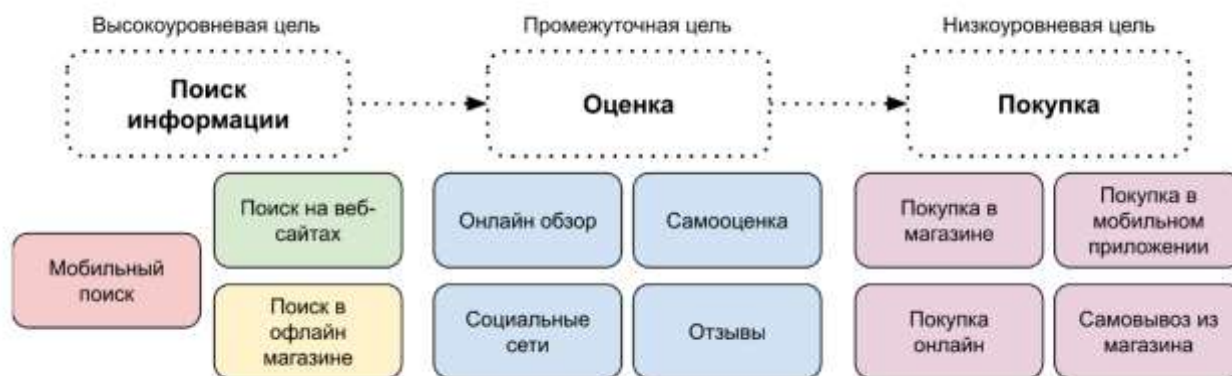 Высокоуровневая цель
Промежуточная цель
Низкоуровневая цель
Поиск
информации
Оценка
Покупка
Мобильный
поиск
Поиск на веб-
сайтах
Поиск в
офлайн
магазине
Онлайн обзор
Самооценка
Социальные
сети
Отзывы
Покупка в
магазине
Покупка в
мобильном
приложении
Покупка
онлайн
Самовывоз из
магазина